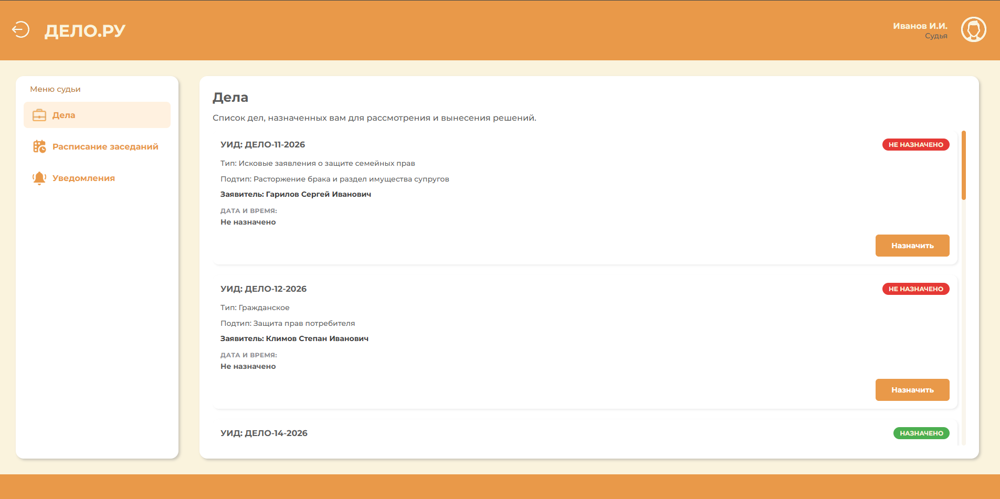 ДЕЛО.РУ
Иванов И.И.
Судья
Меню судьи
Дела
Расписание заседаний
Уведомления
Дела
Список дел, назначенных вам для рассмотрения и вынесения решений.
УИД: ДЕЛО-11-2026
НЕ НАЗНАЧЕНО
Тип: Исковые заявления о защите семейных прав
Подтип: Расторжение брака и раздел имущества супругов
Заявитель: Гарилов Сергей Иванович
ДАТА И ВРЕМЯ:
Не назначено
Назначить
УИД: ДЕЛО-12-2026
НЕ НАЗНАЧЕНО
Тип: Гражданское
Подтип: Защита прав потребителя
Заявитель: Климов Степан Иванович
ДАТА И ВРЕМЯ:
Не назначено
Назначить
УИД: ДЕЛО-14-2026
НАЗНАЧЕНО